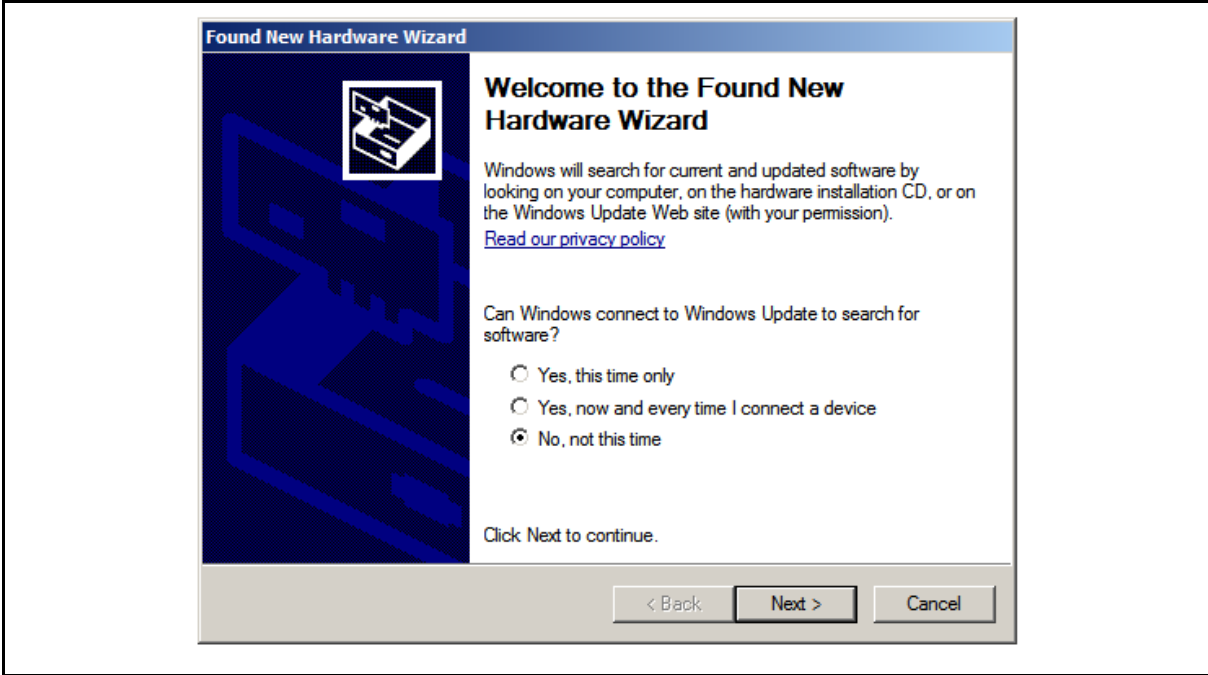 Found New Hardware Wizard
Welcome to the Found New
Hardware Wizard
Windows will search for current and updated software by
looking on your computer, on the hardware installation CD, or on
the Windows Update Web site (with your permission).
Read our privacy policy
Can Windows connect to Windows Update to search for
software?
Yes, this time only
Yes, now and every time I connect a device
No, not this time
Click Next to continue.
< Back
Next >
Cancel